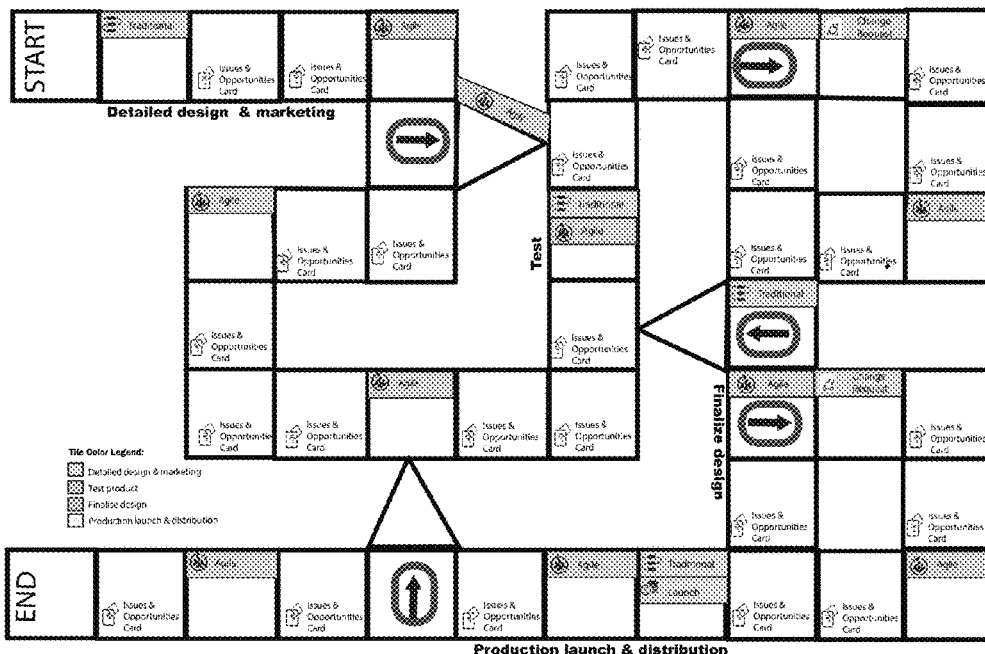 START
Traditional
Issues &
Opportunities
Card
Issues &
Opportunities
Card
Agile
Detailed design & marketing
Agile
Issues &
Opportunities
Card
Issues &
Opportunities
Card
Agile
Change
Request
Issues &
Opportunities
Card
Issues &
Opportunities
Card
Issues &
Opportunities
Card
Issues &
Opportunities
Card
Agile
Issues &
Opportunities
Card
Issues &
Opportunities
Card
Traditional
Agile
Test
Issues &
Opportunities
Card
Issues &
Opportunities
Card
Agile
Issues &
Opportunities
Card
Issues &
Opportunities
Card
Traditional
Issues &
Opportunities
Card
Issues &
Opportunities
Card
Agile
Issues &
Opportunities
Card
Issues &
Opportunities
Card
Finalize design
Agile
Change
Request
Issues &
Opportunities
Card
Tile Color Legend:
Detailed design & marketing
Test product
Finalise design
Production launch & distribution
Issues &
Opportunities
Card
Issues &
Opportunities
Card
END
Issues &
Opportunities
Card
Agile
Issues &
Opportunities
Card
Issues &
Opportunities
Card
Agile
Traditional
Launch
Issues &
Opportunities
Card
Issues &
Opportunities
Card
Agile
Production launch & distribution